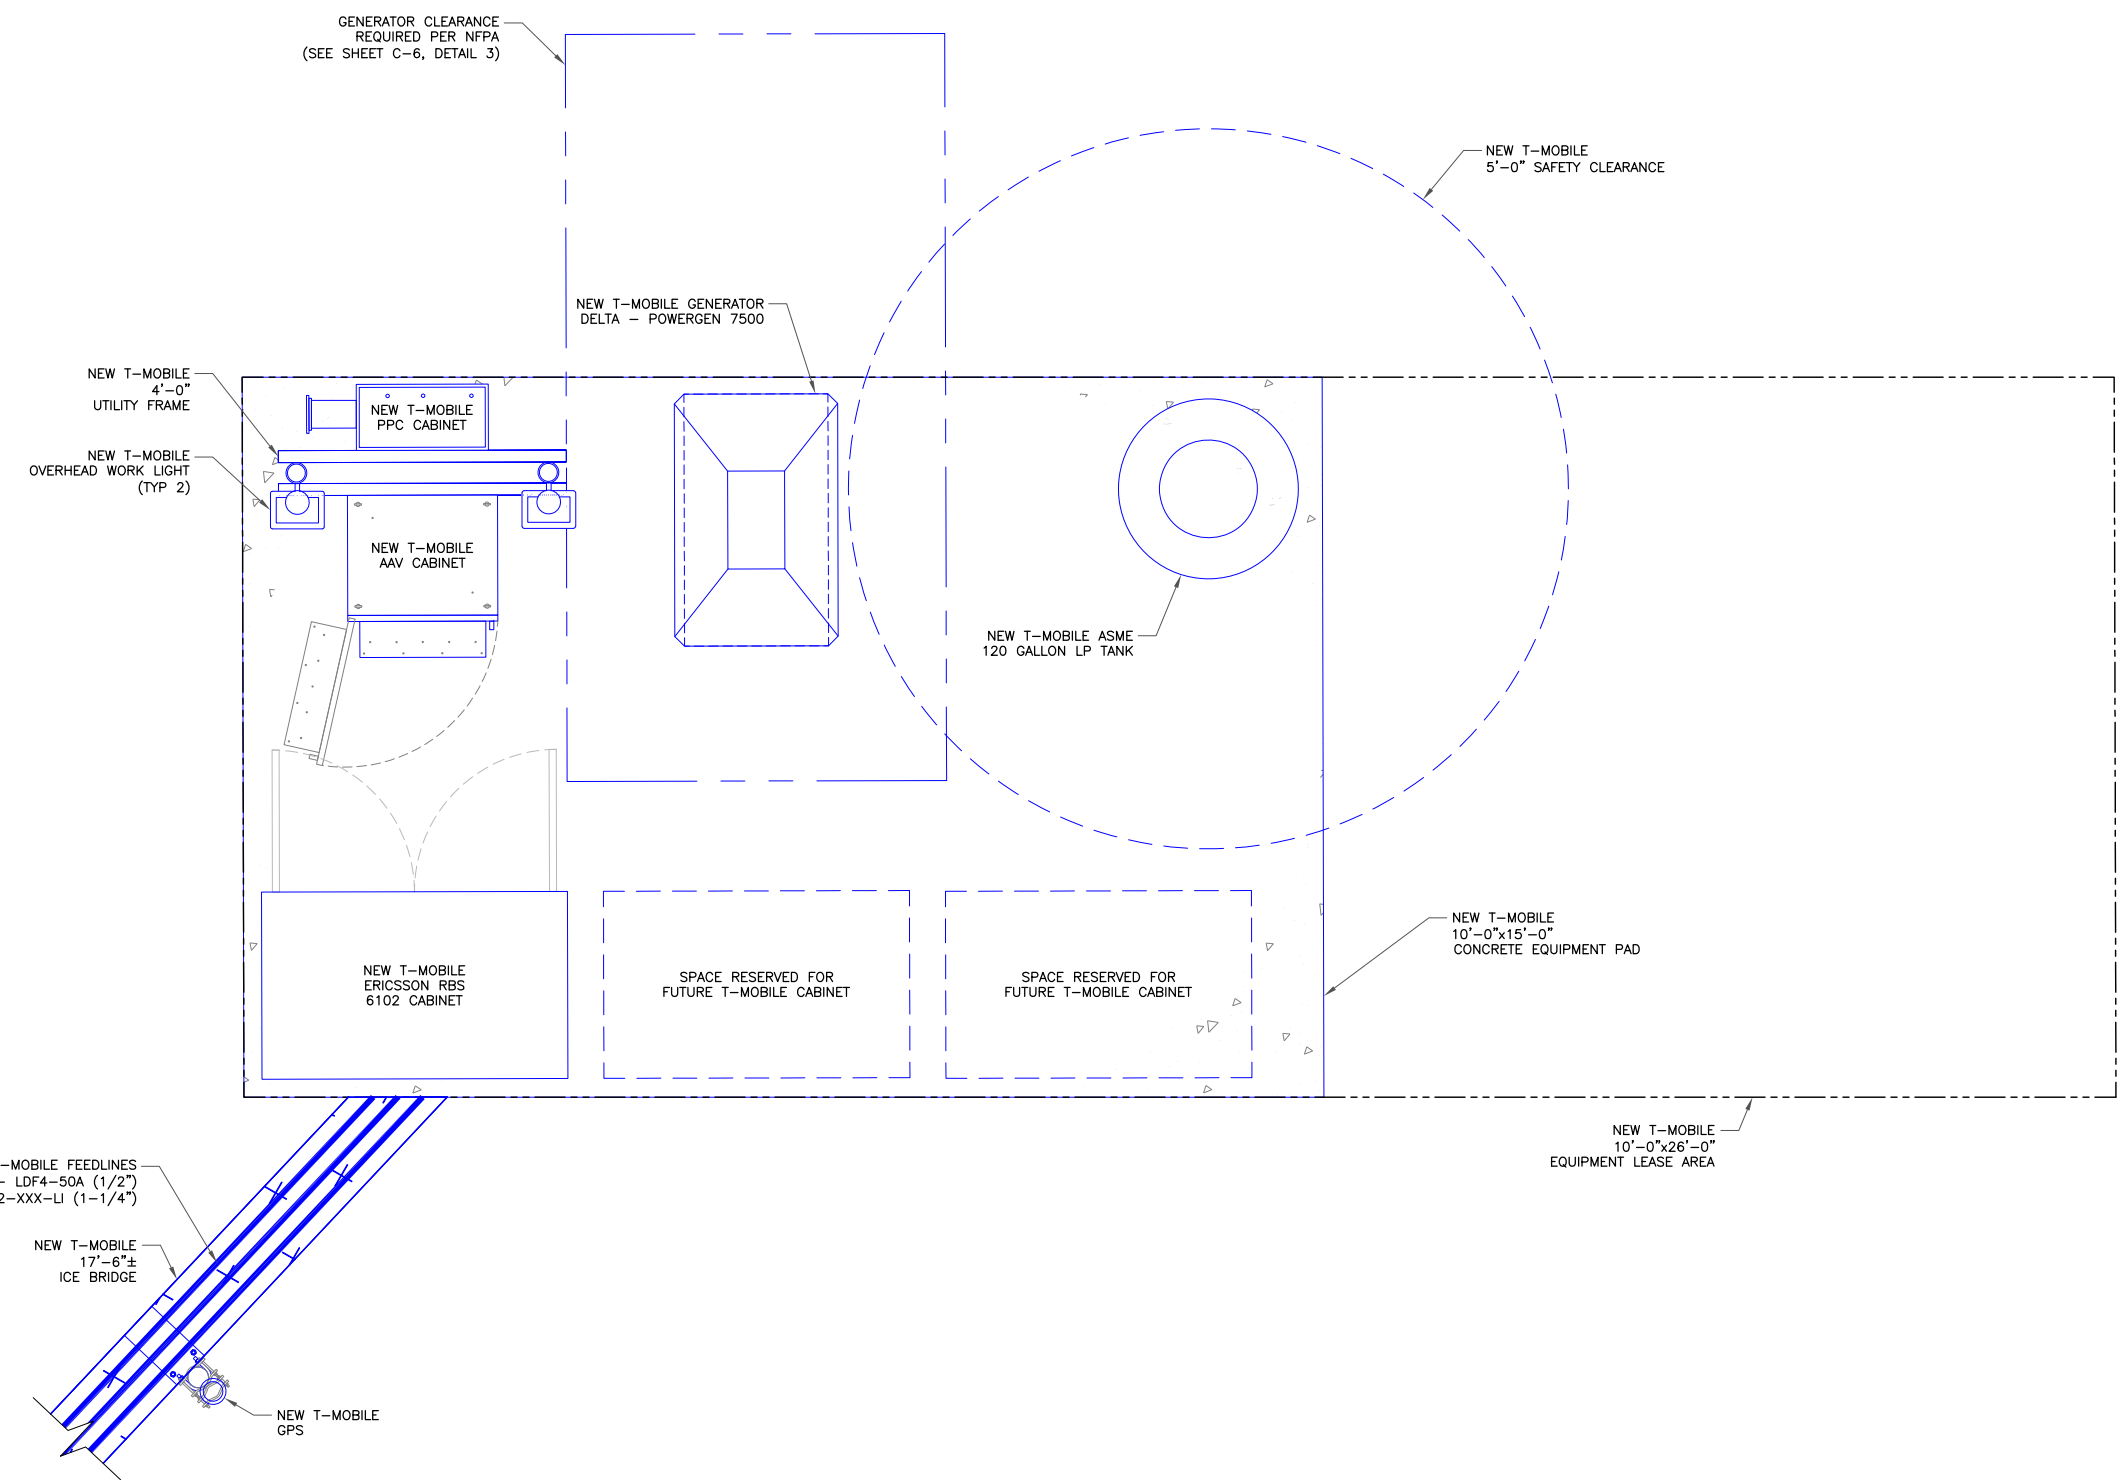 GENERATOR CLEARANCE
REQUIRED PER NFPA
(SEE SHEET C-6, DETAIL 3)
NEW T-MOBILE
5'-0" SAFETY CLEARANCE
NEW T-MOBILE GENERATOR
DELTA - POWERGEN 7500
NEW T-MOBILE
4'-0"
UTILITY FRAME
NEW T-MOBILE
PPC CABINET
NEW T-MOBILE
OVERHEAD WORK LIGHT
(TYP 2)
NEW T-MOBILE
AAV CABINET
NEW T-MOBILE ASME
120 GALLON LP TANK
NEW T-MOBILE
10'-0"x15'-0"
CONCRETE EQUIPMENT PAD
NEW T-MOBILE
ERICSSON RBS
6102 CABINET
SPACE RESERVED FOR
FUTURE T-MOBILE CABINET
SPACE RESERVED FOR
FUTURE T-MOBILE CABINET
NEW T-MOBILE
10'-0"x26'-0"
EQUIPMENT LEASE AREA
-MOBILE FEEDLINES
- LDF4-50A (1/2")
2-XXX-LI (1-1/4")
NEW T-MOBILE
17'-6"±
ICE BRIDGE
NEW T-MOBILE
GPS